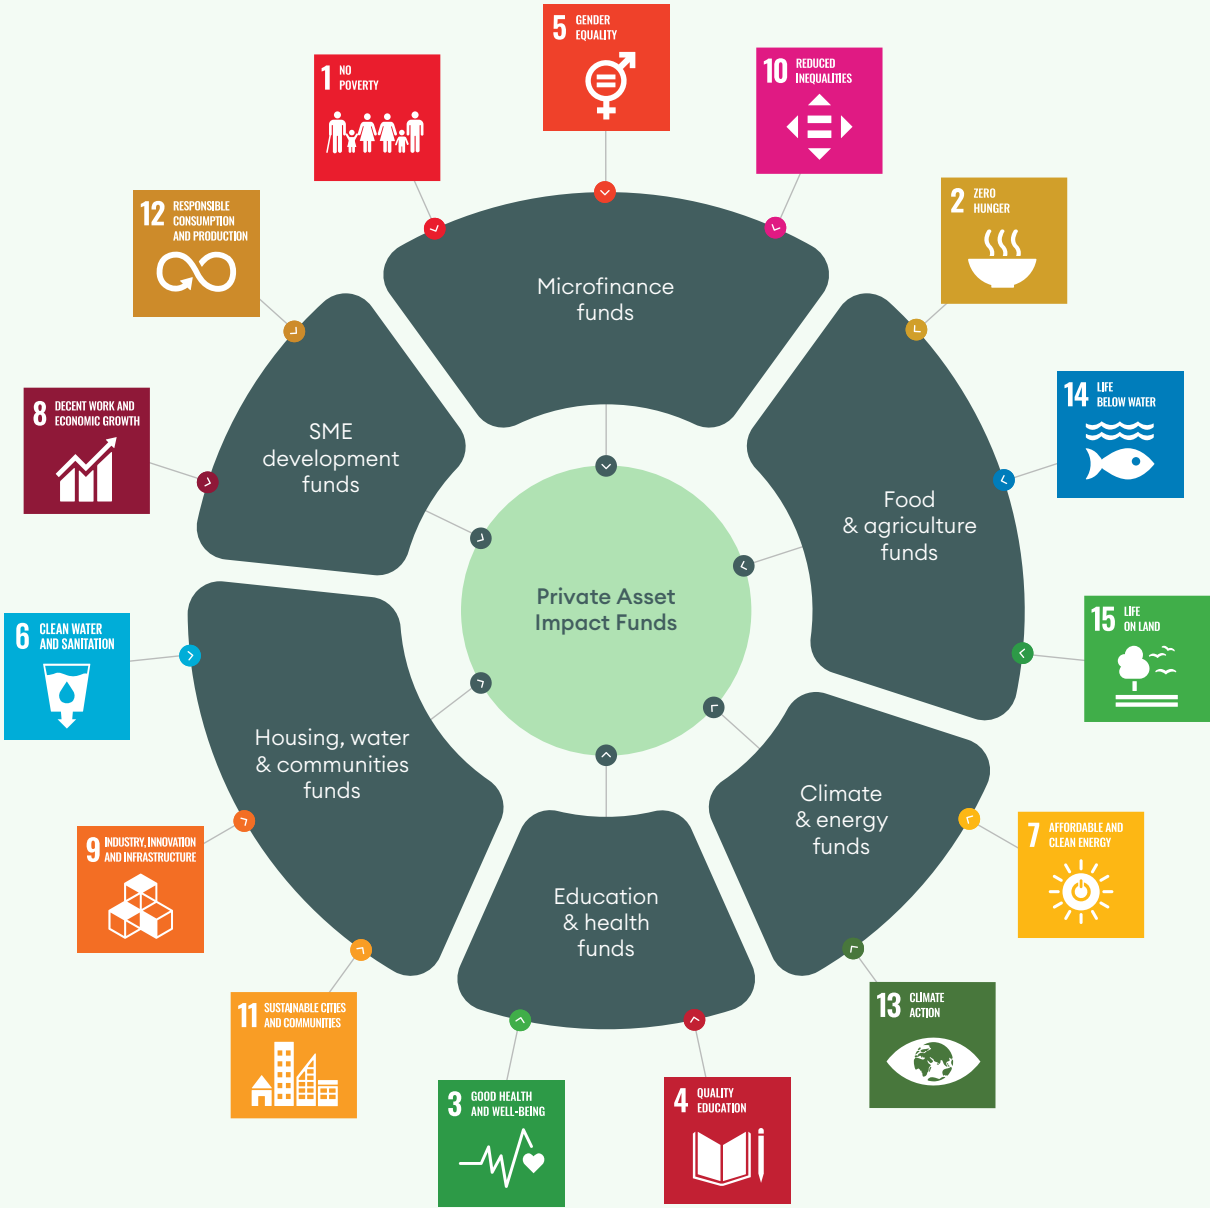 5 GENDER
EQUALITY
1 NO
POVERTY
10 REDUCED
INEQUALITIES
12 RESPONSIBLE
CONSUMPTION
AND PRODUCTION
2 ZERO
HUNGER
Microfinance
funds
8 DECENT WORK AND
ECONOMIC GROWTH
14 LIFE
BELOW WATER
SME
development
funds
Food
& agriculture
funds
Private Asset
Impact Funds
6 CLEAN WATER
AND SANITATION
15 LIFE
ON LAND
Housing, water
& communities
funds
Climate
& energy
funds
9 INDUSTRY, INNOVATION
AND INFRASTRUCTURE
7 AFFORDABLE AND
CLEAN ENERGY
Education
& health
funds
11 SUSTAINABLE CITIES
AND COMMUNITIES
13 CLIMATE
ACTION
3 GOOD HEALTH
AND WELL-BEING
4 QUALITY
EDUCATION